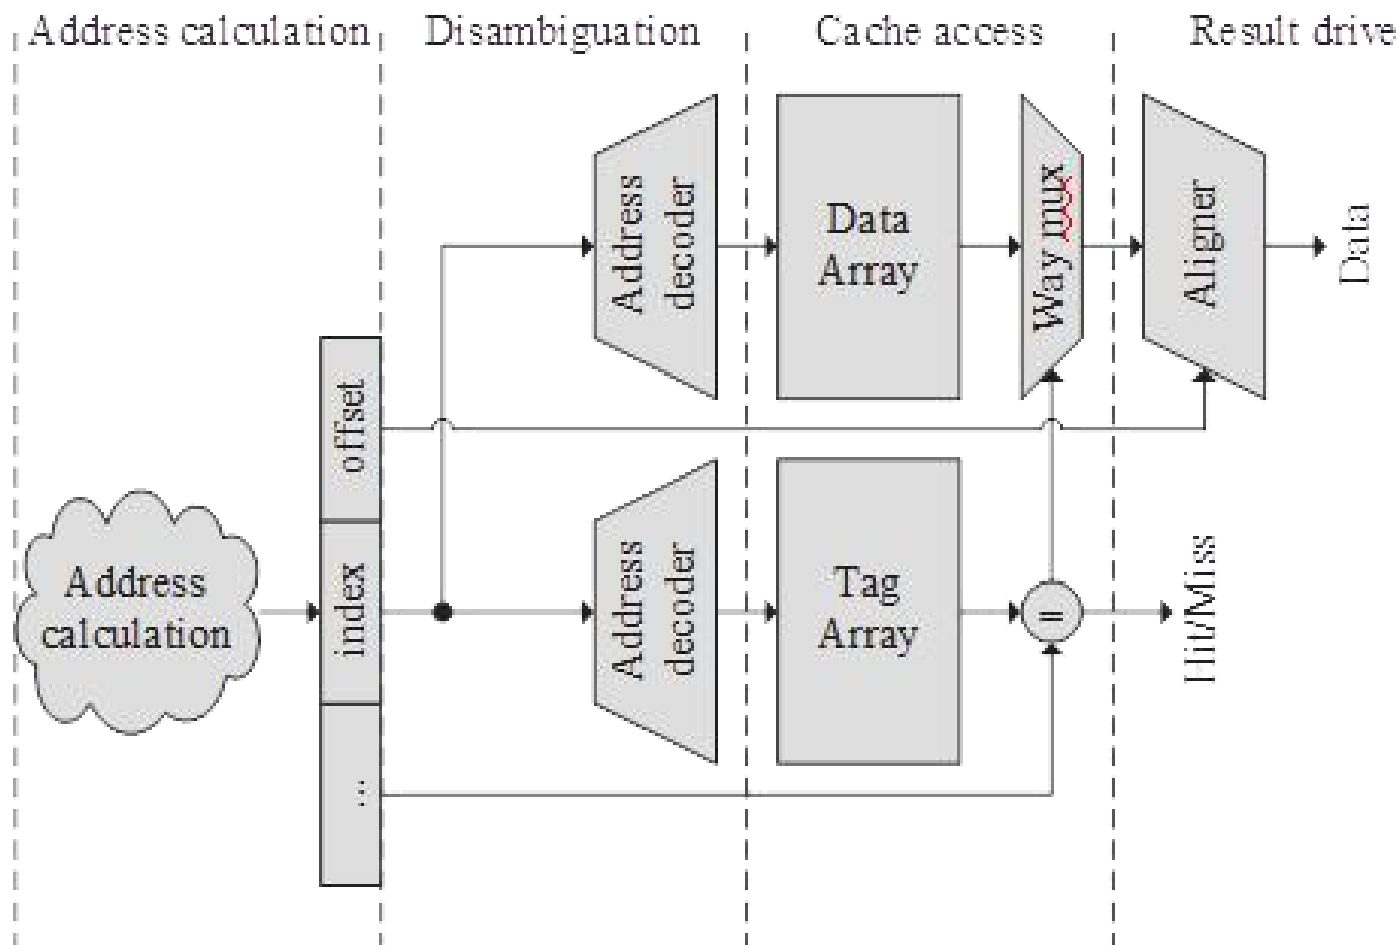 Address calculation
Disambiguation
Cache access
Result drive
Address
decoder
Data
Array
Way mux
Aligner
Data
offset
index
...
Address
calculation
Address
decoder
Tag
Array
=
Hit/Miss